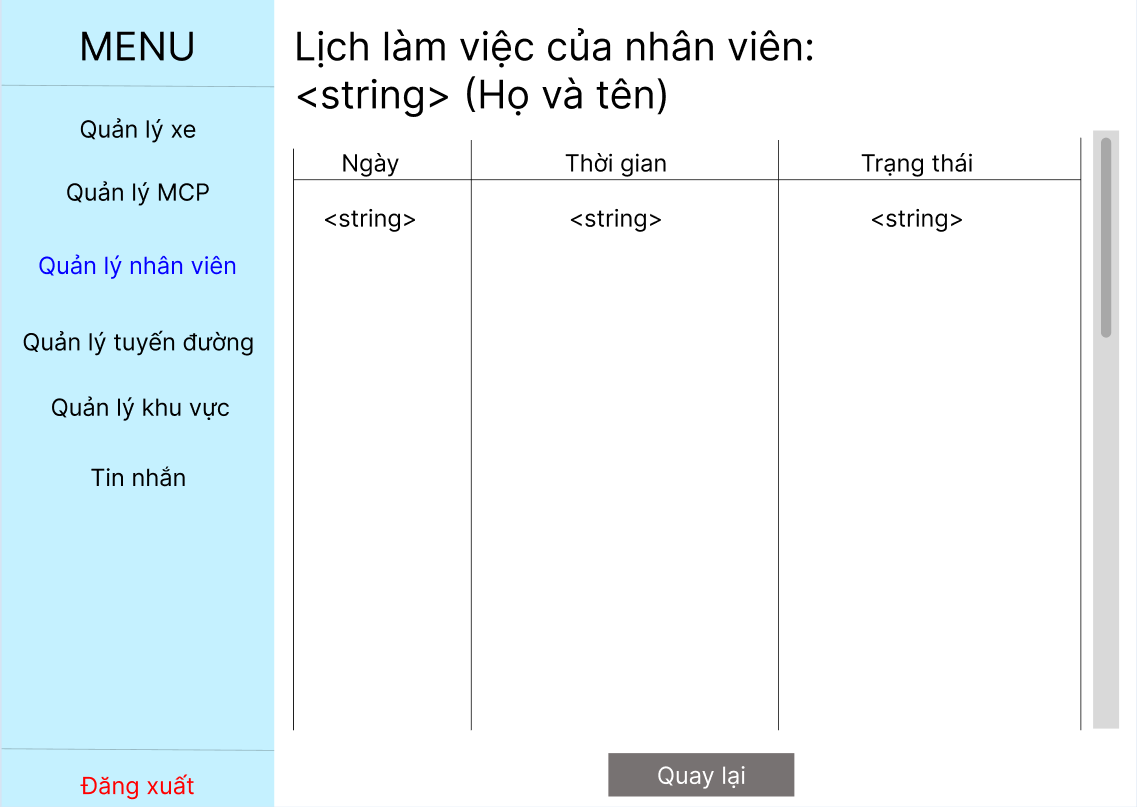 MENU
Quản lý xe
Quản lý MCP
Quản lý nhân viên
Quản lý tuyến đường
Quản lý khu vực
Tin nhắn
Đăng xuất
Lịch làm việc của nhân viên:
<string> (Họ và tên)
Ngày Thời gian Trạng thái
<string> <string> <string>
Quay lại